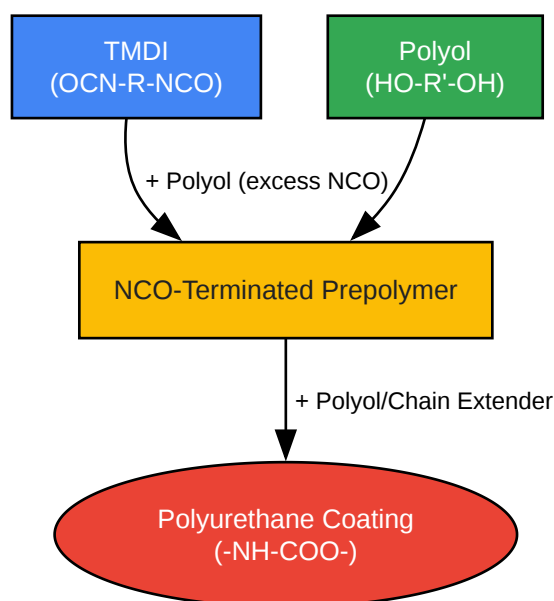 TMDI
(OCN-R-NCO)
Polyol
(HO-R'-OH)
+ Polyol (excess NCO)
NCO-Terminated Prepolymer
+ Polyol/Chain Extender
Polyurethane Coating
(-NH-COO-)